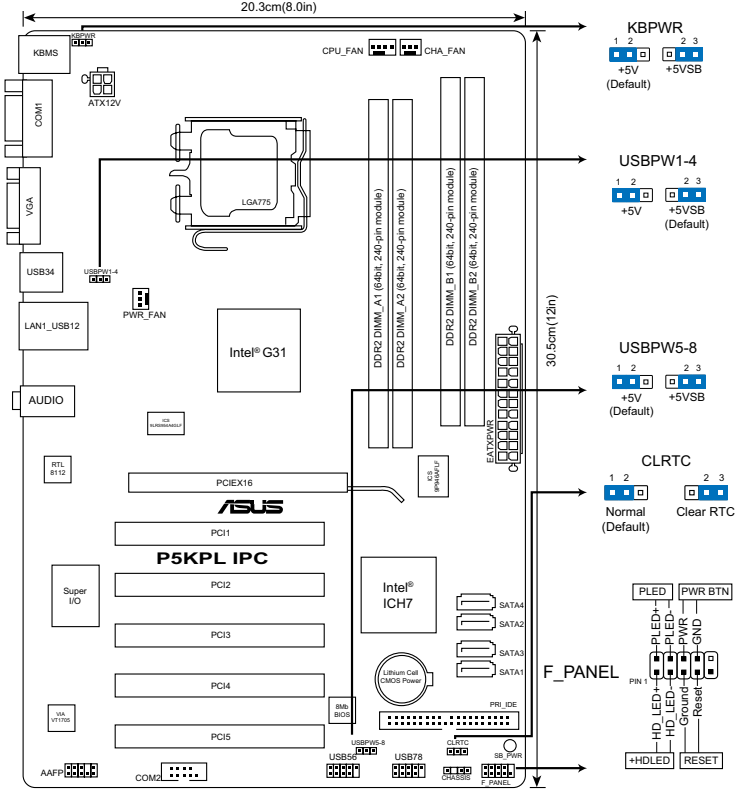 20.3cm(8.0in)
KBPWR
KBMS
ATX12V
CPU_FAN
CHA_FAN
COM1
VGA
LGA775
USBPW1-4
USB34
PWR_FAN
LAN1_USB12
Intel® G31
AUDIO
ICS
RTL
8112
DDR2 DIMM_A1 (64bit, 240-pin module)
DDR2 DIMM_A2 (64bit, 240-pin module)
DDR2 DIMM_B1 (64bit, 240-pin module)
DDR2 DIMM_B2 (64bit, 240-pin module)
EATXPWR
30.5cm(12in)
ICS
PCIEX16
ASUS
PCI1
P5KPL IPC
PCI2
Super
I/O
Intel®
ICH7
SATA4
SATA2
SATA3
SATA1
PCI3
PCI4
Lithium Cell
CMOS Power
PRI_IDE
VIA
VT1705
8Mb
BIOS
PCI5
USBPW5-8
CLRTC
SB_PWR
AAFP
COM2
USB56
USB78
CHASSIS
F_PANEL
KBPWR
1 2
2 3
+5V
(Default)
+5VSB
USBPW1-4
1 2
2 3
+5V
+5VSB
(Default)
USBPW5-8
1 2
2 3
+5V
(Default)
+5VSB
CLRTC
1 2
2 3
Normal
(Default)
Clear RTC
F_PANEL
PLED
PWR BTN
PLED+
PLED-
PWR
GND
PIN 1
HD_LED+
HD_LED-
Ground
Reset
+HDLED
RESET